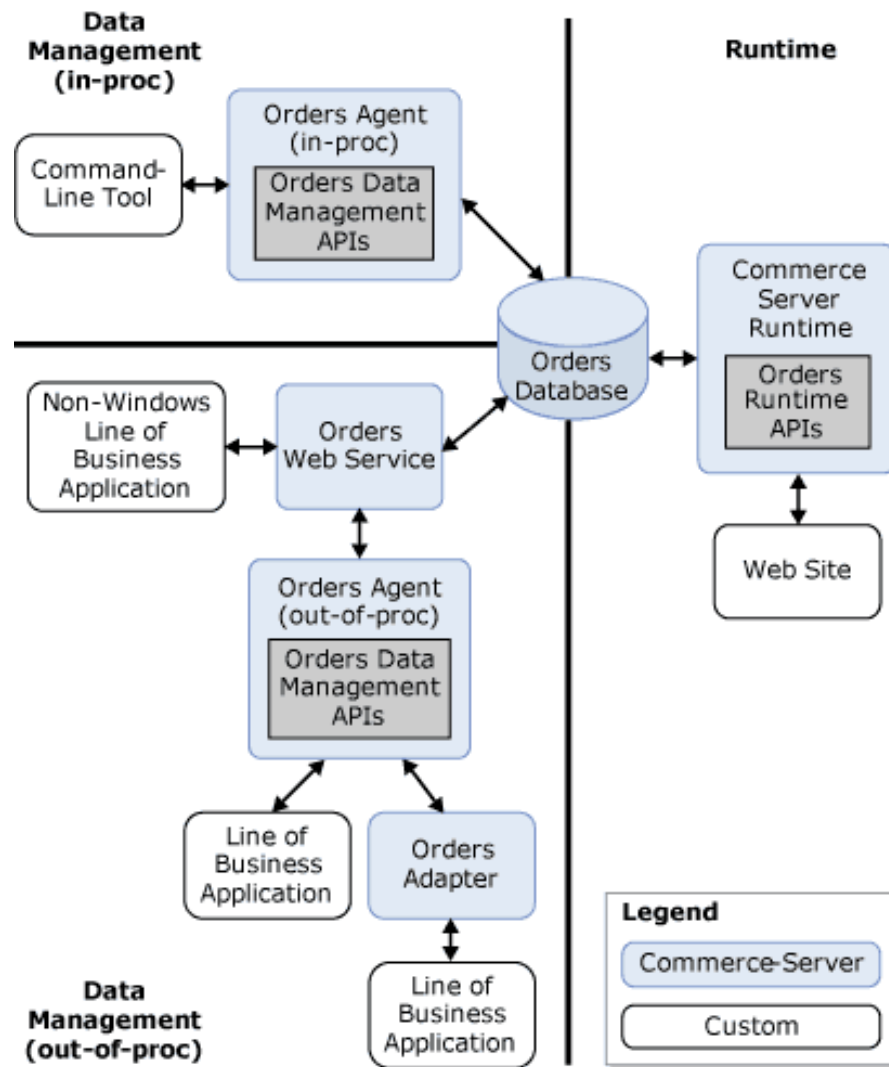 Data
Management
(in-proc)
Runtime
Orders Agent
(in-proc)
Orders Data
Management
APIs
Command-
Line Tool
Commerce
Server
Runtime
Orders
Runtime
APIs
Orders
Database
Non-Windows
Line of
Business
Application
Orders
Web Service
Web Site
Orders Agent
(out-of-proc)
Orders Data
Management
APIs
Line of
Business
Application
Orders
Adapter
Line of
Business
Application
Data
Management
(out-of-proc)
Legend
Commerce-Server
Custom